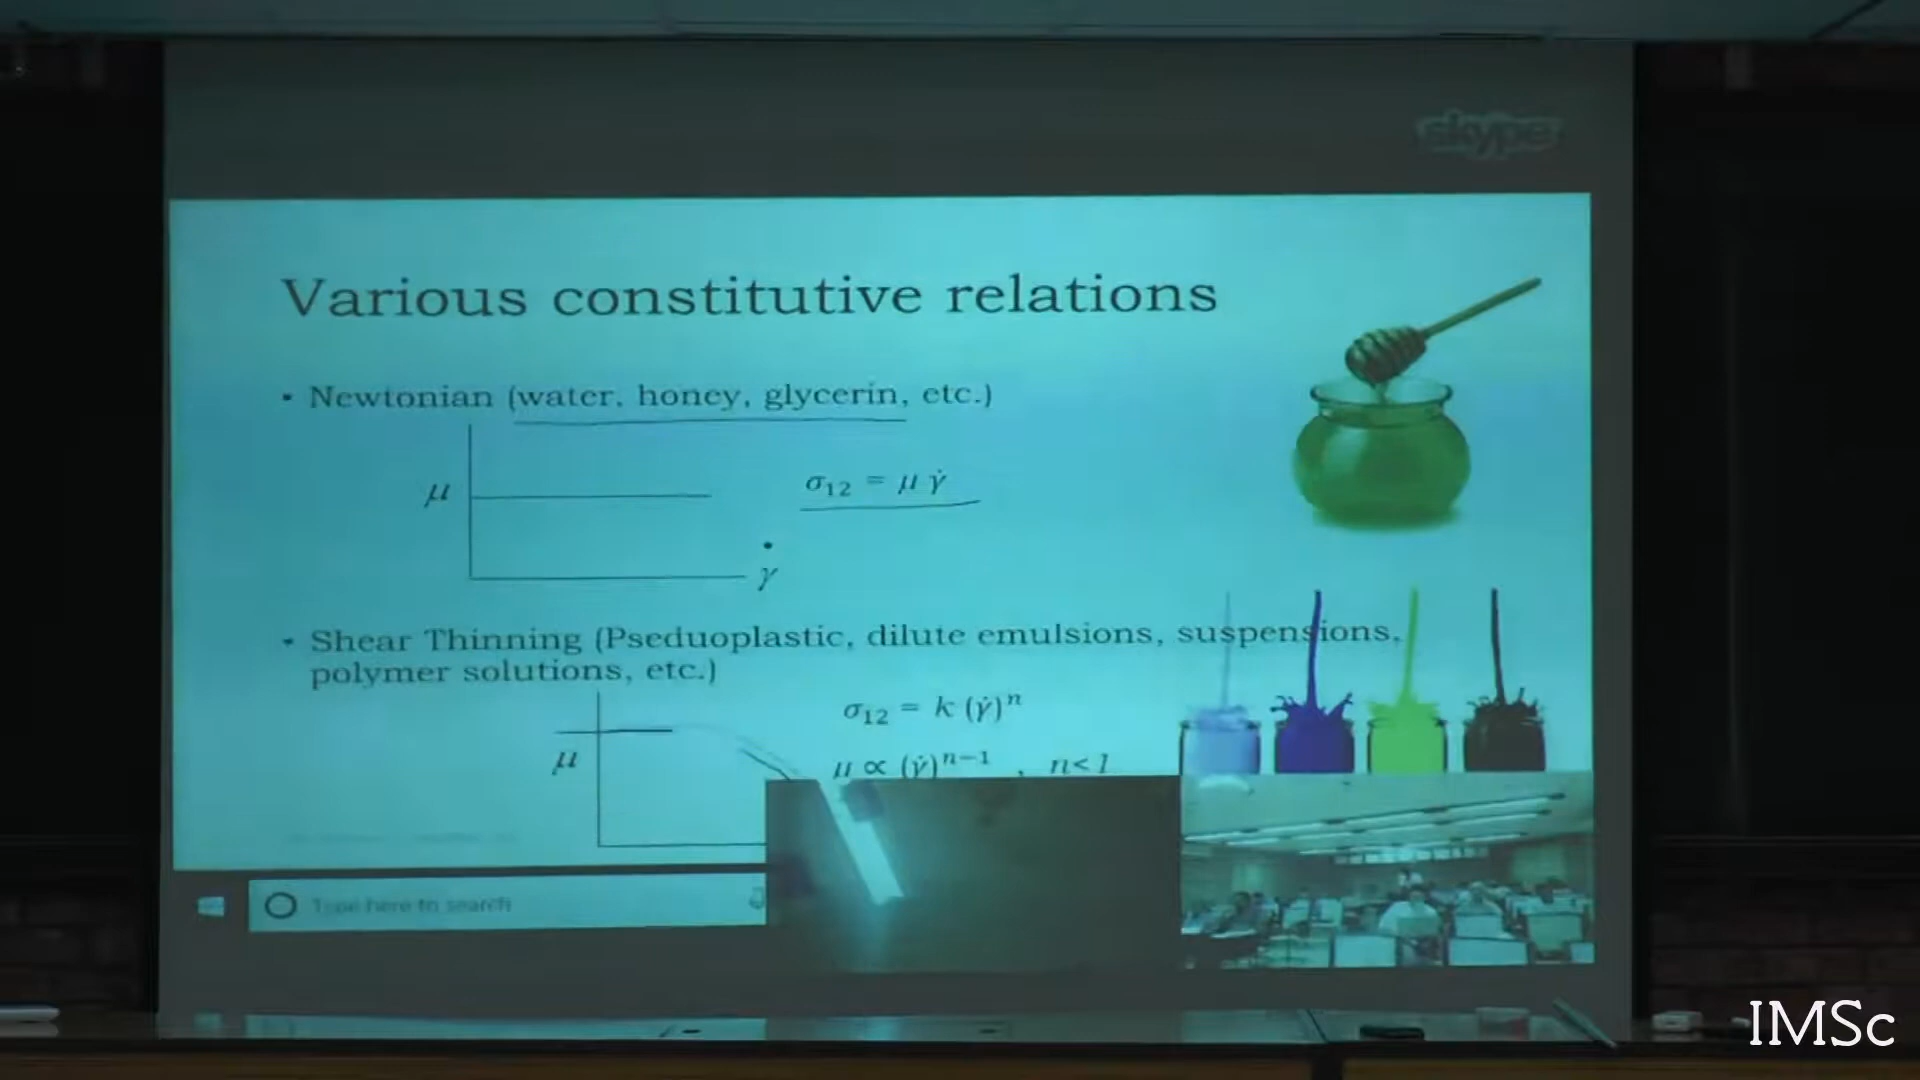 skype
Various constitutive relations
• Newtonian (water, honey, glycerin, etc.)
μ
σ₁₂ = μ γ̇
γ̇
• Shear Thinning (Pseduoplastic, dilute emulsions, suspensions,
polymer solutions, etc.)
σ₁₂ = k (γ̇)ⁿ
μ
μ ∝ (γ̇)ⁿ⁻¹ , n<1
Type here to search
IMSc